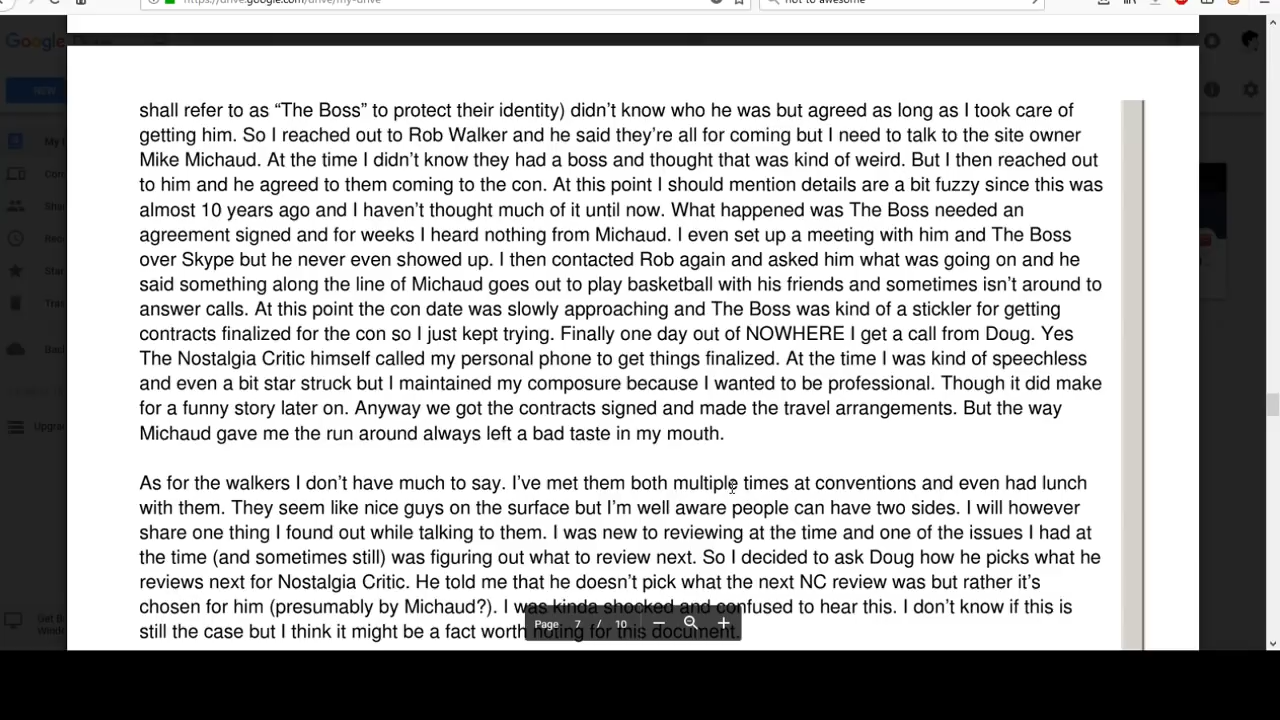 https://drive.google.com/drive/my-drive
not to awesome
Google
NEW
shall refer to as “The Boss” to protect their identity) didn’t know who he was but agreed as long as I took care of
getting him. So I reached out to Rob Walker and he said they’re all for coming but I need to talk to the site owner
Mike Michaud. At the time I didn’t know they had a boss and thought that was kind of weird. But I then reached out
to him and he agreed to them coming to the con. At this point I should mention details are a bit fuzzy since this was
almost 10 years ago and I haven’t thought much of it until now. What happened was The Boss needed an
agreement signed and for weeks I heard nothing from Michaud. I even set up a meeting with him and The Boss
over Skype but he never even showed up. I then contacted Rob again and asked him what was going on and he
said something along the line of Michaud goes out to play basketball with his friends and sometimes isn’t around to
answer calls. At this point the con date was slowly approaching and The Boss was kind of a stickler for getting
contracts finalized for the con so I just kept trying. Finally one day out of NOWHERE I get a call from Doug. Yes
The Nostalgia Critic himself called my personal phone to get things finalized. At the time I was kind of speechless
and even a bit star struck but I maintained my composure because I wanted to be professional. Though it did make
for a funny story later on. Anyway we got the contracts signed and made the travel arrangements. But the way
Michaud gave me the run around always left a bad taste in my mouth.
As for the walkers I don’t have much to say. I’ve met them both multiple times at conventions and even had lunch
with them. They seem like nice guys on the surface but I’m well aware people can have two sides. I will however
share one thing I found out while talking to them. I was new to reviewing at the time and one of the issues I had at
the time (and sometimes still) was figuring out what to review next. So I decided to ask Doug how he picks what he
reviews next for Nostalgia Critic. He told me that he doesn’t pick what the next NC review was but rather it’s
chosen for him (presumably by Michaud?). I was kinda shocked and confused to hear this. I don’t know if this is
still the case but I think it might be a fact worth noting for this document.
Page 7 / 10